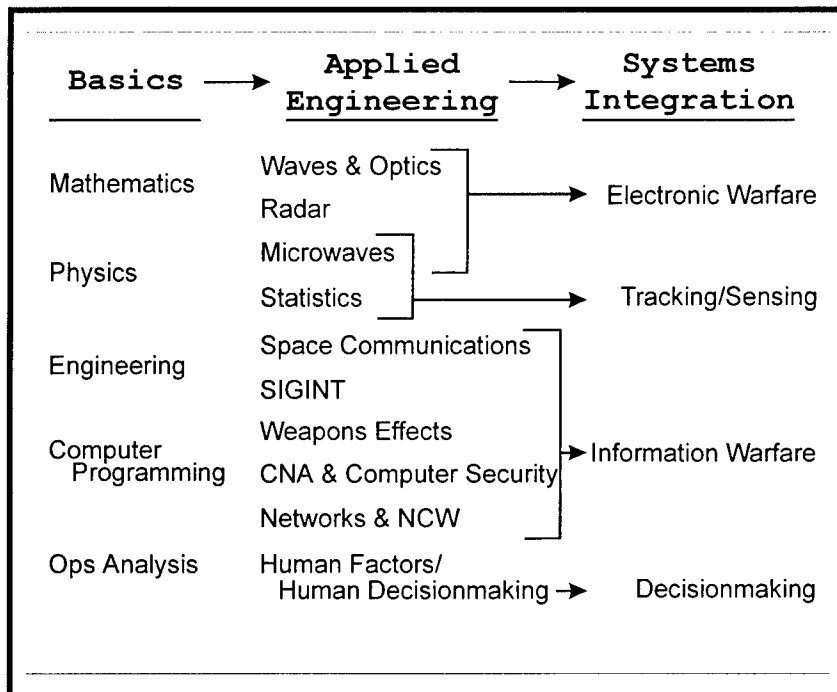 Basics
Applied
Engineering
Systems
Integration
Mathematics
Physics
Engineering
Computer
Programming
Ops Analysis
Waves & Optics
Radar
Microwaves
Statistics
Space Communications
SIGINT
Weapons Effects
CNA & Computer Security
Networks & NCW
Human Factors/
Human Decisionmaking
Electronic Warfare
Tracking/Sensing
Information Warfare
Decisionmaking